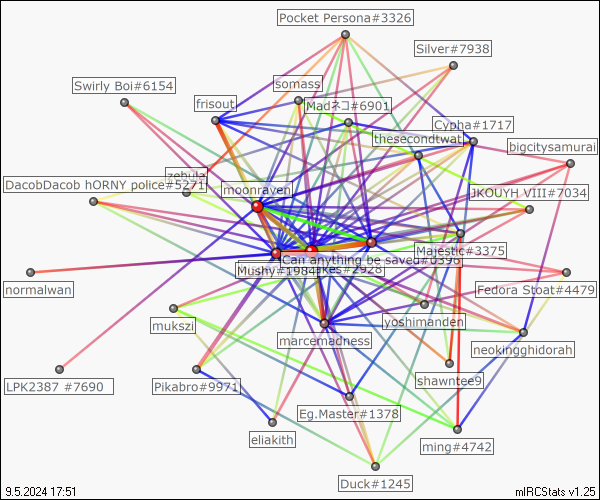 Pocket Persona#3326
Silver#7938
Swirly Boi#6154
somass
frisout
Madネコ#6901
Cypha#1717
thesecondtwat
bigcitysamurai
zebula
DacobDacob hORNY police#5271
moonraven
JKOUYH VIII#7034
Majestic#3375
Can anything be saved#0396
Mushy#1984
kes#2928
normalwan
Fedora Stoat#4479
mukszi
yoshimanden
marcemadness
neokingghidorah
LPK2387 #7690
Pikabro#9971
shawntee9
Eg.Master#1378
eliakith
ming#4742
Duck#1245
9.5.2024 17:51
mIRCStats v1.25